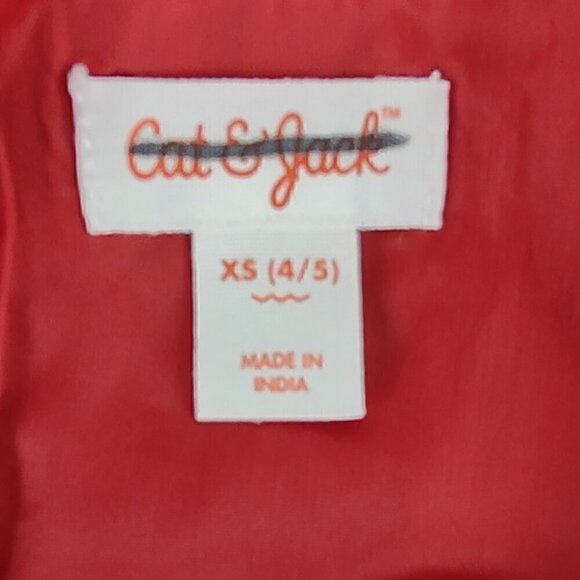 Cat & Jack™
XS (4/5)
MADE IN
INDIA